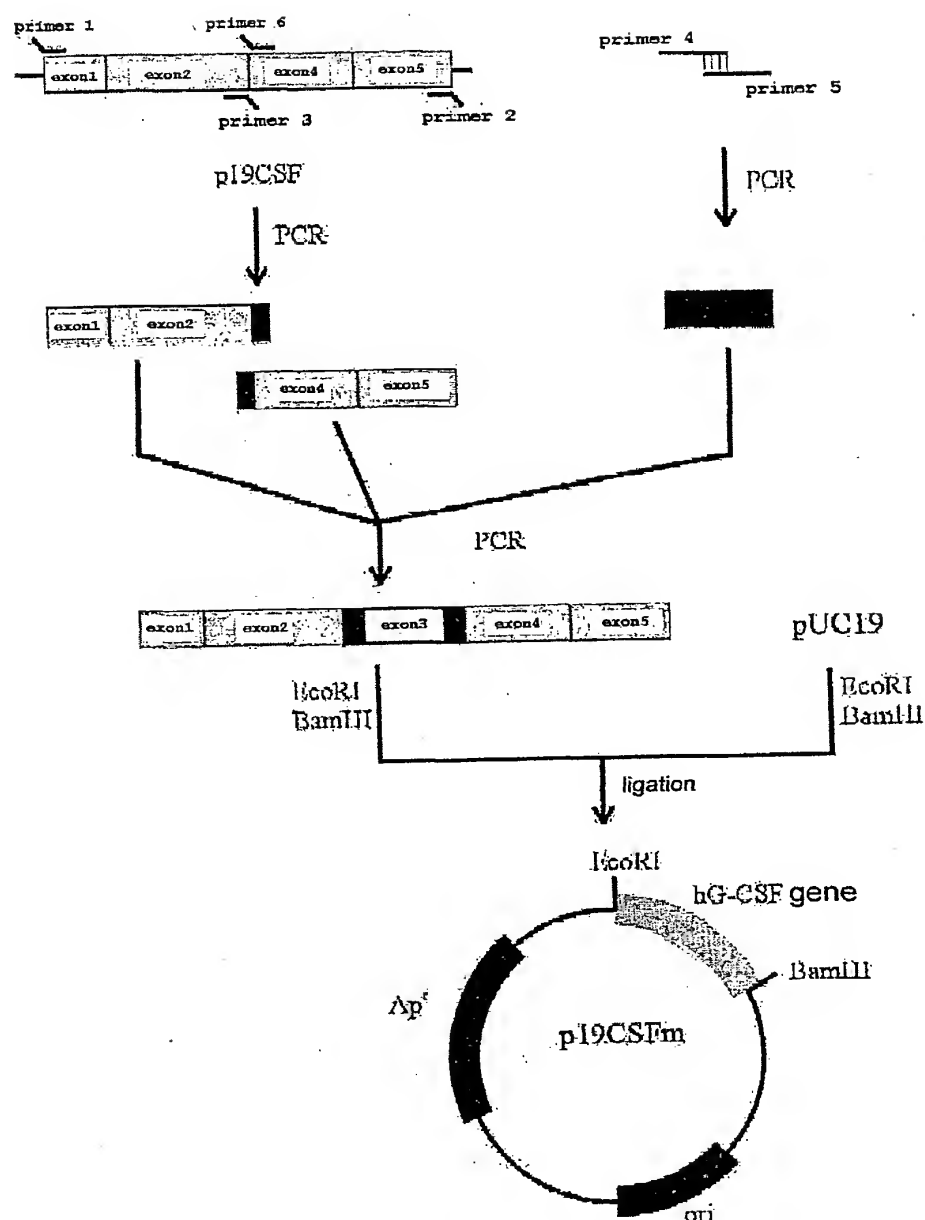 primer 1
primer 6
exon1
exon2
exon4
exon5
primer 3
primer 2
primer 4
primer 5
p19CSF
PCR
PCR
exon1
exon2
exon4
exon5
PCR
exon1
exon2
exon3
exon4
exon5
pUC19
EcoRI
BamHI
EcoRI
BamHI
ligation
EcoRI
hG-CSF gene
BamHI
Ap^r
p19CSFm
ori